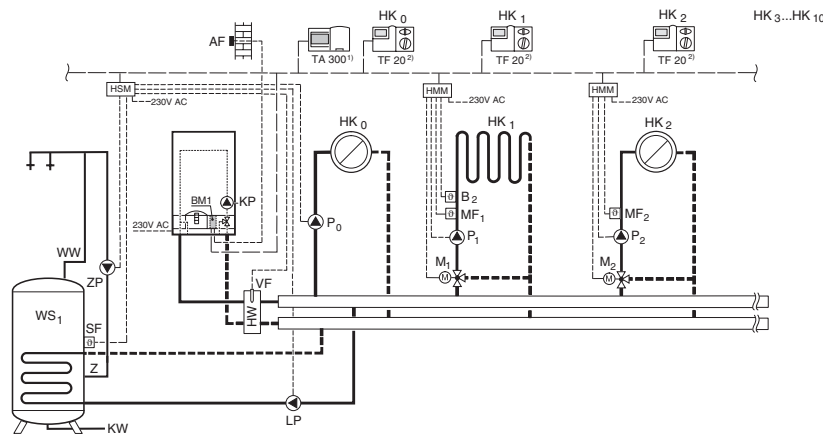 HK 0
HK 1
HK 2
HK 3...HK 10
AF
TA 300 1)
TF 20 2)
TF 20 2)
TF 20 2)
HSM
230V AC
HMM
230V AC
HMM
230V AC
HK 0
HK 1
HK 2
BM1
KP
B 2
MF 1
MF 2
P 0
P 1
P 2
230V AC
WW
ZP
VF
M 1
M
M 2
M
HW
WS 1
SF
ϑ
ϑ
ϑ
ϑ
Z
LP
KW